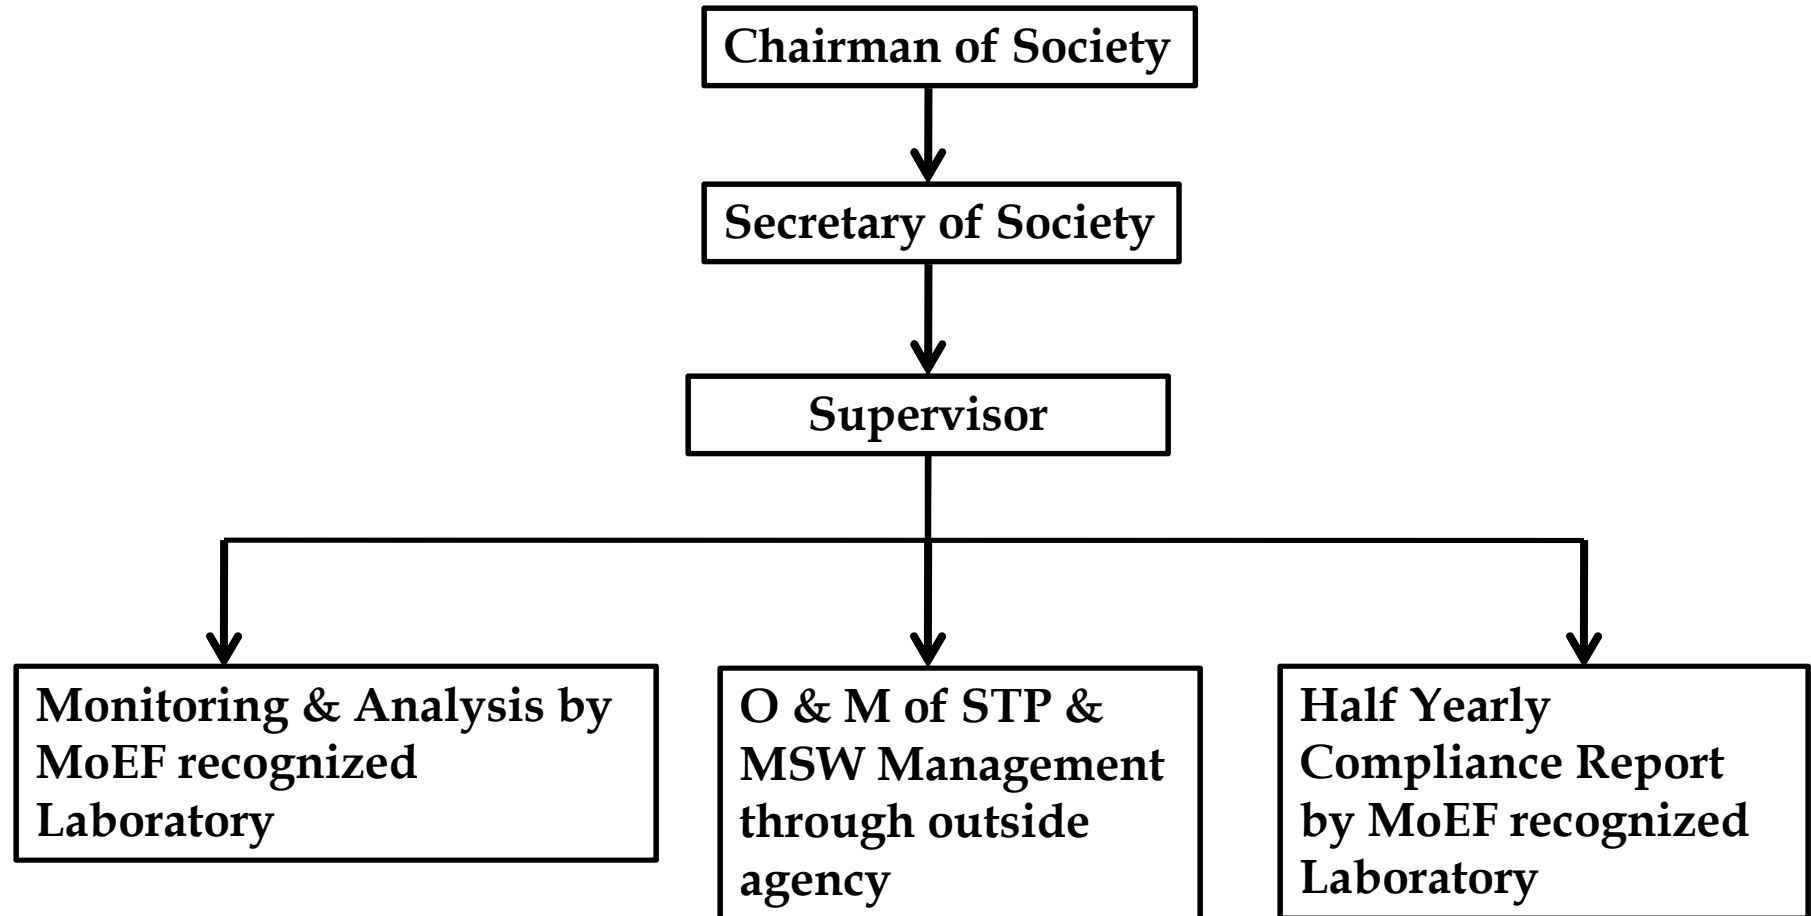 Chairman of Society
Secretary of Society
Supervisor
Monitoring & Analysis by
MoEF recognized
Laboratory
O & M of STP &
MSW Management
through outside
agency
Half Yearly
Compliance Report
by MoEF recognized
Laboratory